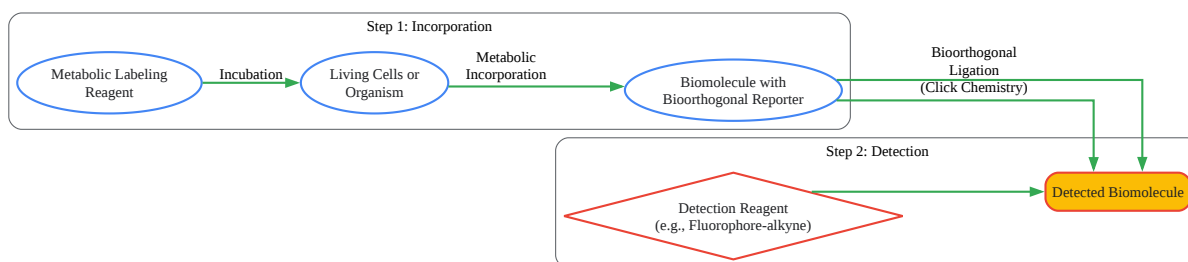 Step 1: Incorporation
Metabolic Labeling
Reagent
Incubation
Living Cells or
Organism
Metabolic
Incorporation
Biomolecule with
Bioorthogonal Reporter
Bioorthogonal
Ligation
(Click Chemistry)
Step 2: Detection
Detection Reagent
(e.g., Fluorophore-alkyne)
Detected Biomolecule